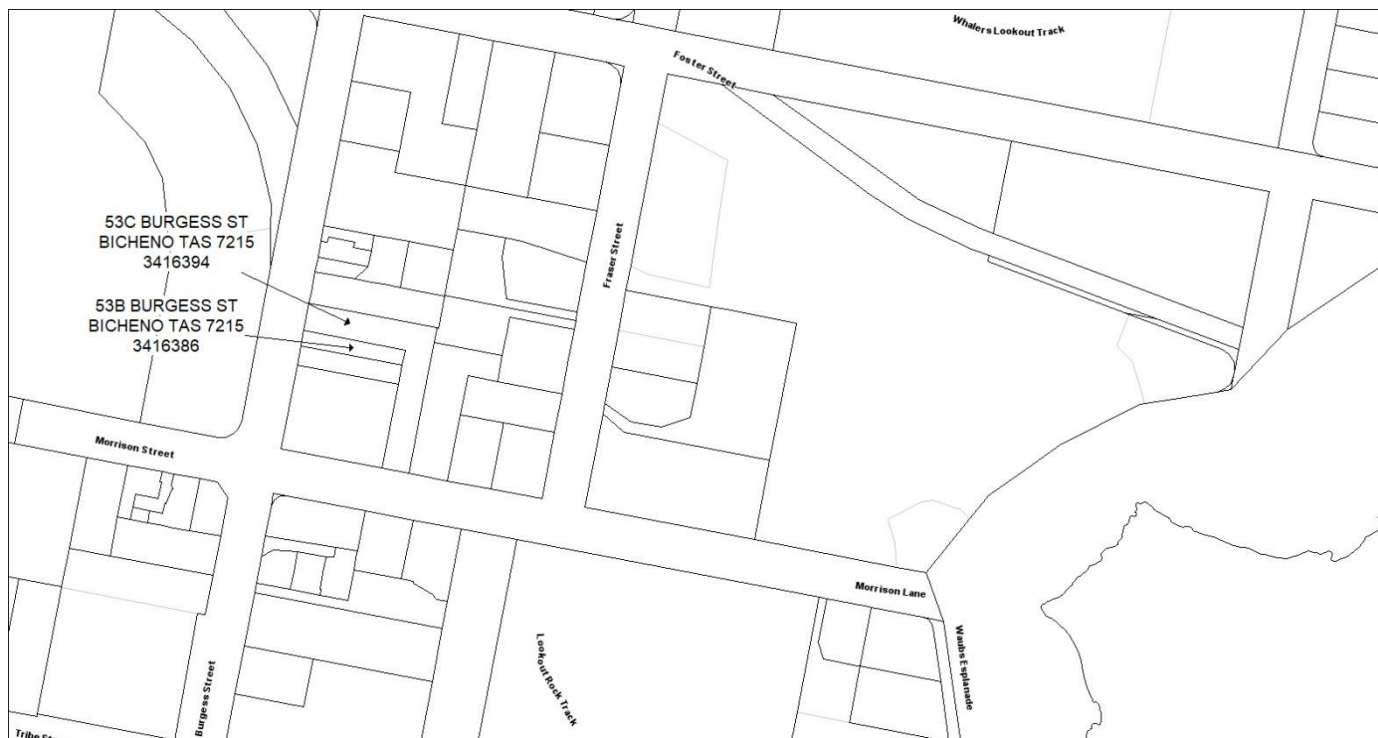 Whalers Lookout Track
Foster Street
53C BURGESS ST
BICHENO TAS 7215
3416394
53B BURGESS ST
BICHENO TAS 7215
3416386
Fraser Street
Morrison Street
Morrison Lane
Waubs Esplanade
Lookout Rock Track
Burgess Street
Tribe